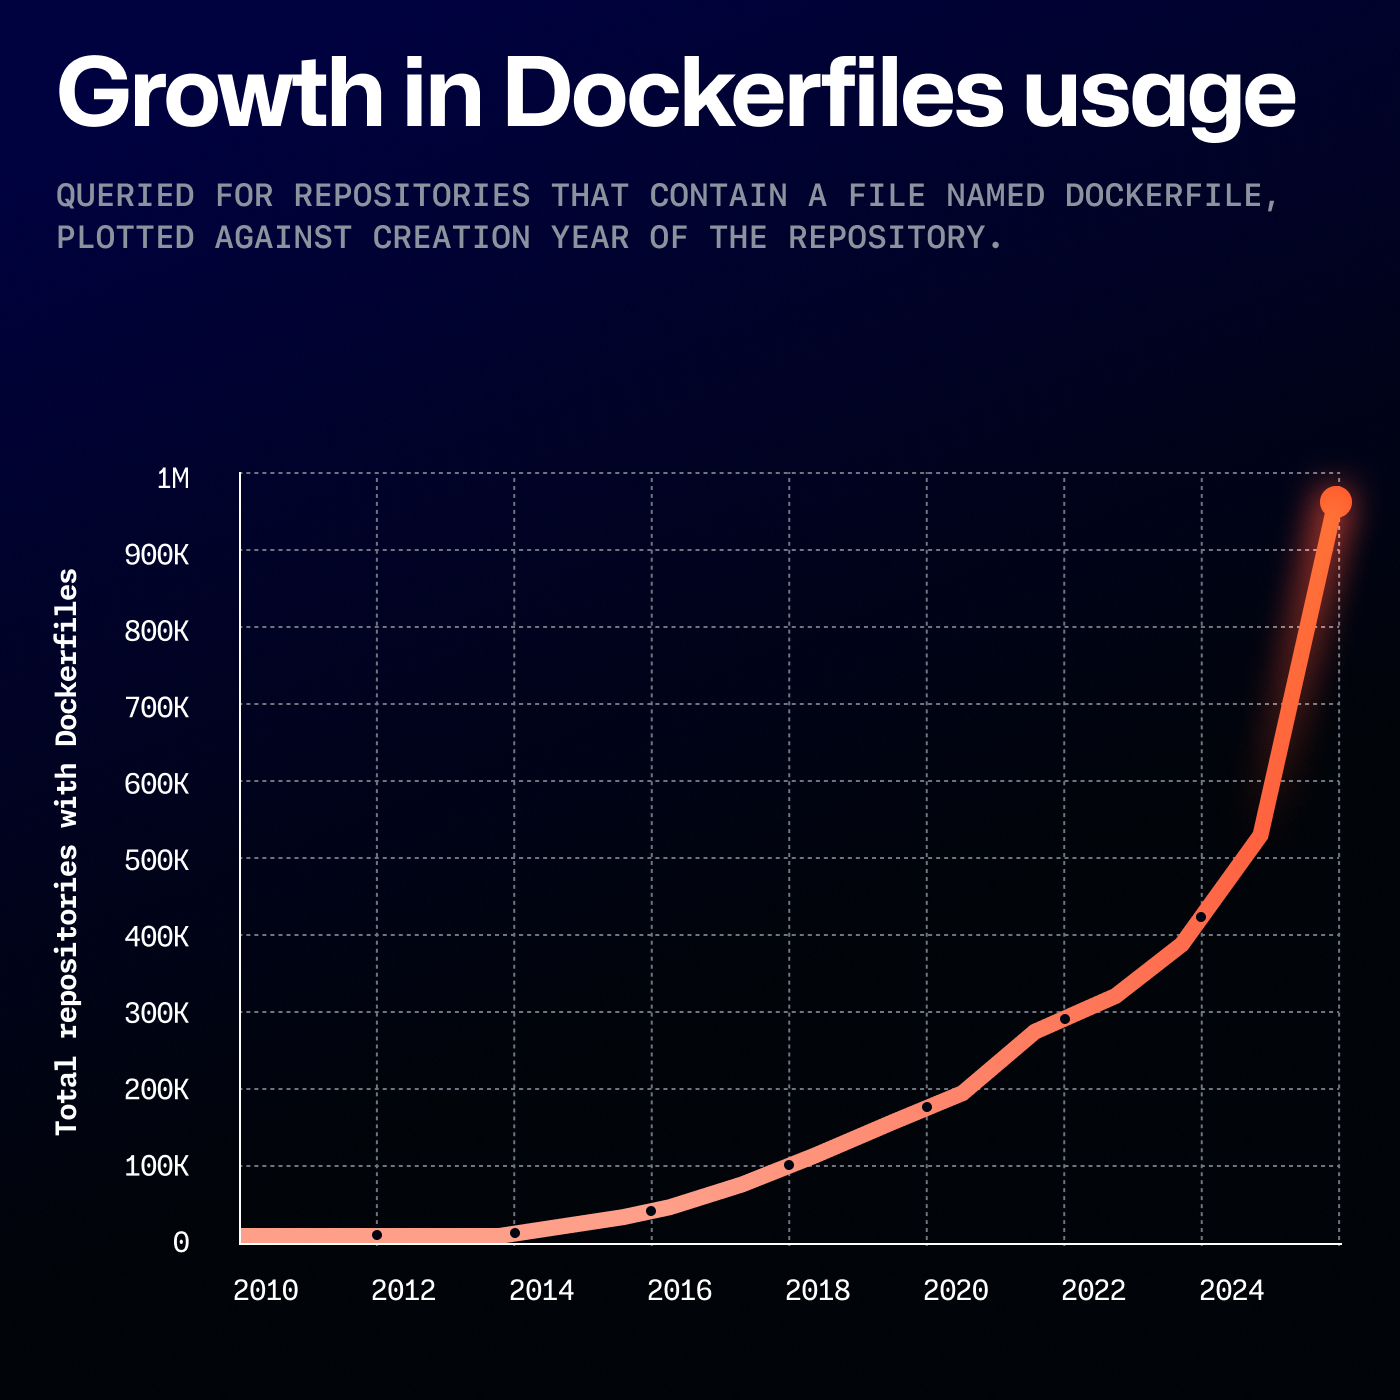 Growth in Dockerfiles usage
QUERIED FOR REPOSITORIES THAT CONTAIN A FILE NAMED DOCKERFILE,
PLOTTED AGAINST CREATION YEAR OF THE REPOSITORY.
Total repositories with Dockerfiles
1M
900K
800K
700K
600K
500K
400K
300K
200K
100K
0
2010 2012 2014 2016 2018 2020 2022 2024